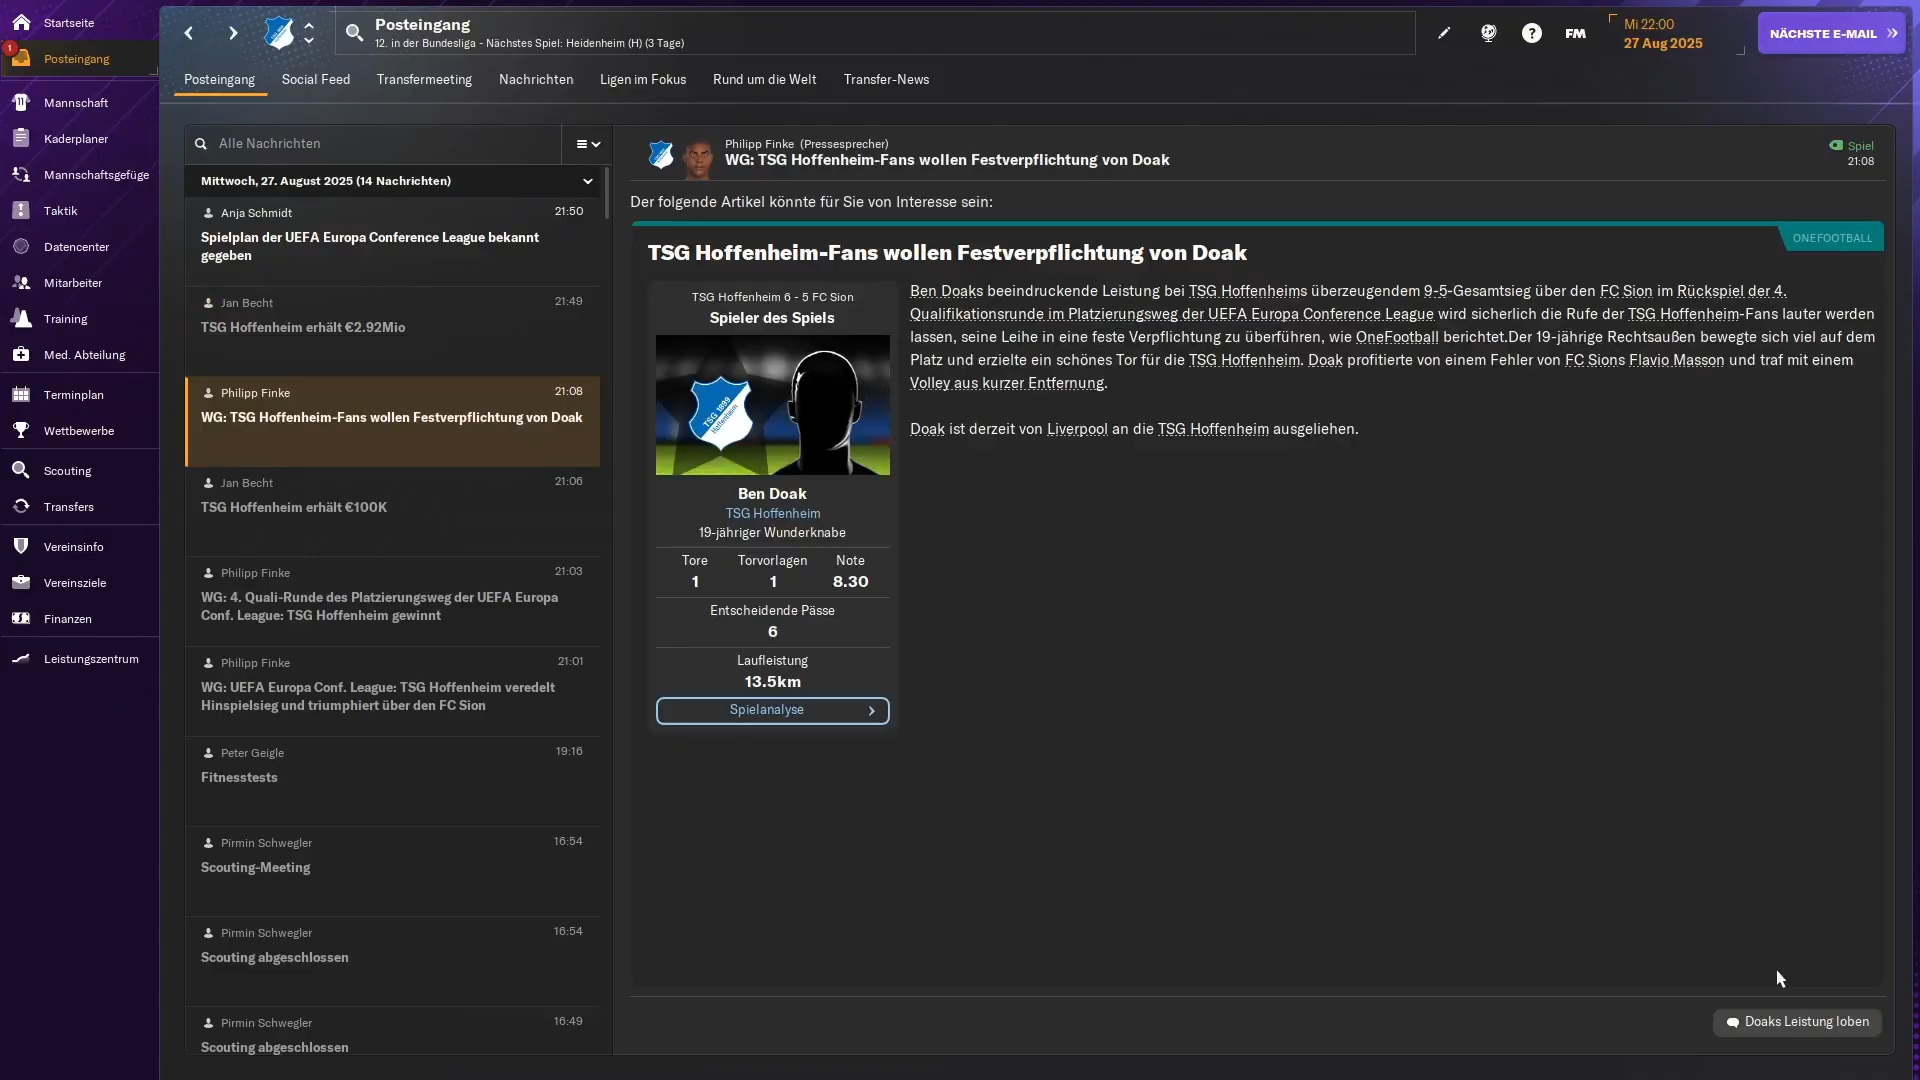 Startseite
1
Posteingang
Mannschaft
Kaderplaner
Mannschaftsgefüge
Taktik
Datencenter
Mitarbeiter
Training
Med. Abteilung
Terminplan
Wettbewerbe
Scouting
Transfers
Vereinsinfo
Vereinsziele
Finanzen
Leistungszentrum
Posteingang
12. in der Bundesliga - Nächstes Spiel: Heidenheim (H) (3 Tage)
FM
Mi 22:00
27 Aug 2025
NÄCHSTE E-MAIL
Posteingang Social Feed Transfermeeting Nachrichten Ligen im Fokus Rund um die Welt Transfer-News
Alle Nachrichten
Mittwoch, 27. August 2025 (14 Nachrichten)
Anja Schmidt 21:50
Spielplan der UEFA Europa Conference League bekannt
gegeben
Jan Becht 21:49
TSG Hoffenheim erhält €2.92Mio
Philipp Finke 21:08
WG: TSG Hoffenheim-Fans wollen Festverpflichtung von Doak
Jan Becht 21:06
TSG Hoffenheim erhält €100K
Philipp Finke 21:03
WG: 4. Quali-Runde des Platzierungsweg der UEFA Europa
Conf. League: TSG Hoffenheim gewinnt
Philipp Finke 21:01
WG: UEFA Europa Conf. League: TSG Hoffenheim veredelt
Hinspielsieg und triumphiert über den FC Sion
Peter Geigle 19:16
Fitnesstests
Pirmin Schwegler 16:54
Scouting-Meeting
Pirmin Schwegler 16:54
Scouting abgeschlossen
Pirmin Schwegler 16:49
Scouting abgeschlossen
Philipp Finke (Pressesprecher)
WG: TSG Hoffenheim-Fans wollen Festverpflichtung von Doak
Spiel
21:08
Der folgende Artikel könnte für Sie von Interesse sein:
ONEFOOTBALL
TSG Hoffenheim-Fans wollen Festverpflichtung von Doak
TSG Hoffenheim 6 - 5 FC Sion
Spieler des Spiels
TSG 1899
Hoffenheim
Ben Doak
TSG Hoffenheim
19-jähriger Wunderknabe
Tore Torvorlagen Note
1 1 8.30
Entscheidende Pässe
6
Laufleistung
13.5km
Spielanalyse
Ben Doaks beeindruckende Leistung bei TSG Hoffenheims überzeugendem 9-5-Gesamtsieg über den FC Sion im Rückspiel der 4.
Qualifikationsrunde im Platzierungsweg der UEFA Europa Conference League wird sicherlich die Rufe der TSG Hoffenheim-Fans lauter werden
lassen, seine Leihe in eine feste Verpflichtung zu überführen, wie OneFootball berichtet.Der 19-jährige Rechtsaußen bewegte sich viel auf dem
Platz und erzielte ein schönes Tor für die TSG Hoffenheim. Doak profitierte von einem Fehler von FC Sions Flavio Masson und traf mit einem
Volley aus kurzer Entfernung.
Doak ist derzeit von Liverpool an die TSG Hoffenheim ausgeliehen.
Doaks Leistung loben